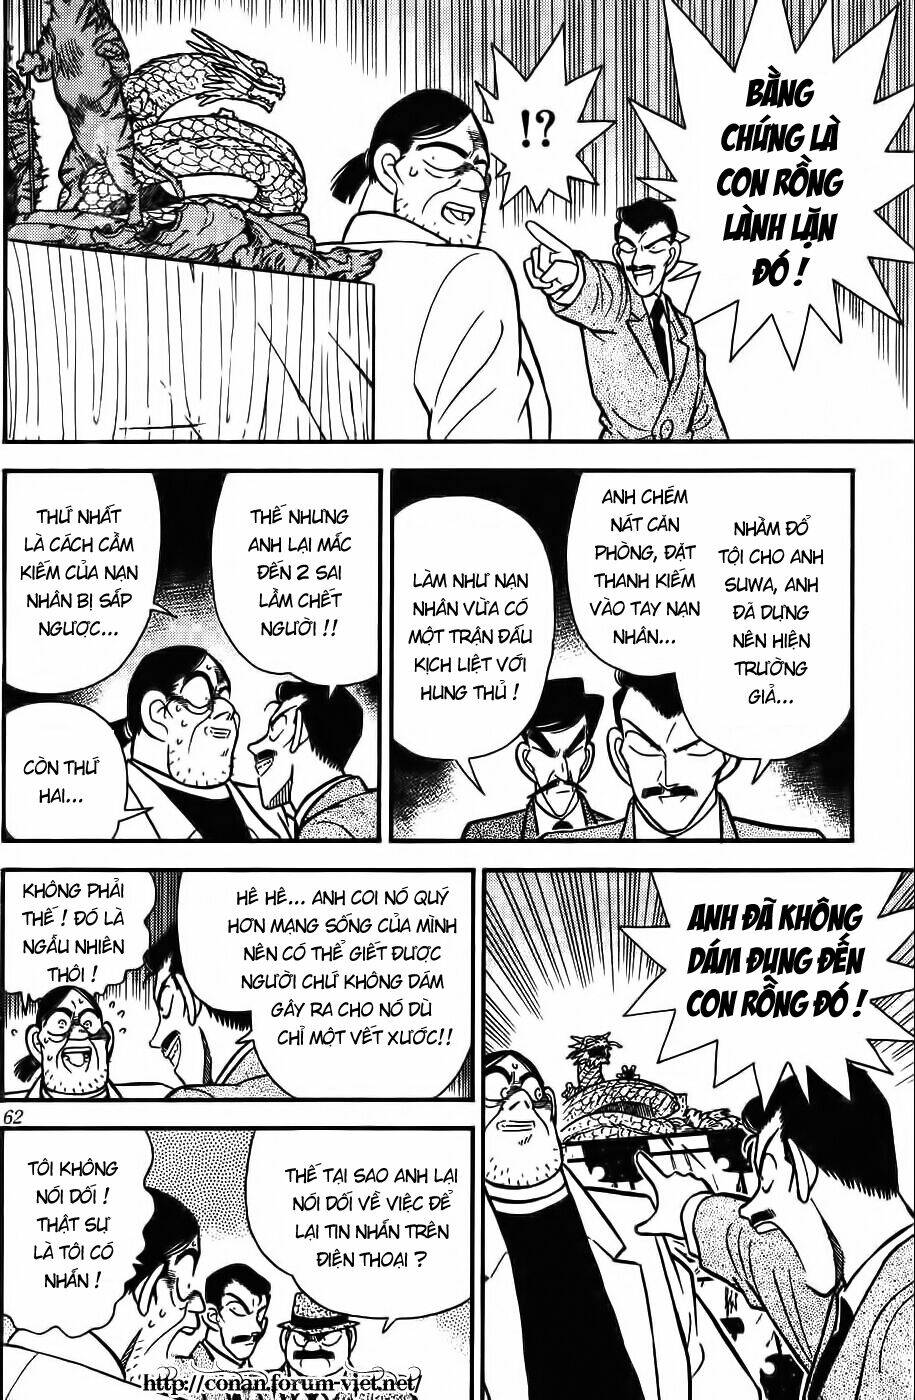 BẰNG
CHỨNG LÀ
CON RỒNG
LÀNH LẶN
ĐÓ !
!?
NHẰM ĐỔ
TỘI CHO ANH
SUWA, ANH
ĐÃ DỰNG
NÊN HIỆN
TRƯỜNG
GIẢ...
ANH CHÉM
NÁT CĂN
PHÒNG, ĐẶT
THANH KIẾM
VÀO TAY NẠN
NHÂN...
LÀM NHƯ NẠN
NHÂN VỪA CÓ
MỘT TRẬN ĐẤU
KỊCH LIỆT VỚI
HUNG THỦ !
THẾ NHƯNG
ANH LẠI MẮC
ĐẾN 2 SAI
LẦM CHẾT
NGƯỜI !!
THỨ NHẤT
LÀ CÁCH CẦM
KIẾM CỦA NẠN
NHÂN BỊ SẮP
NGƯỢC...
CÒN THỨ
HAI...
ANH ĐÃ KHÔNG
DÁM ĐỤNG ĐẾN
CON RỒNG ĐÓ !
HÊ HÊ... ANH COI NÓ QUÝ
HƠN MẠNG SỐNG CỦA MÌNH
NÊN CÓ THỂ GIẾT ĐƯỢC
NGƯỜI CHỨ KHÔNG DÁM
GÂY RA CHO NÓ DÙ
CHỈ MỘT VẾT XƯỚC!!
KHÔNG PHẢI
THẾ ! ĐÓ LÀ
NGẪU NHIÊN
THÔI !
62
THẾ TẠI SAO ANH LẠI
NÓI DỐI VỀ VIỆC ĐỂ
LẠI TIN NHẮN TRÊN
ĐIỆN THOẠI ?
TÔI KHÔNG
NÓI DỐI !
THẬT SỰ
LÀ TÔI CÓ
NHẮN !
http://conan.forum-viet.net/